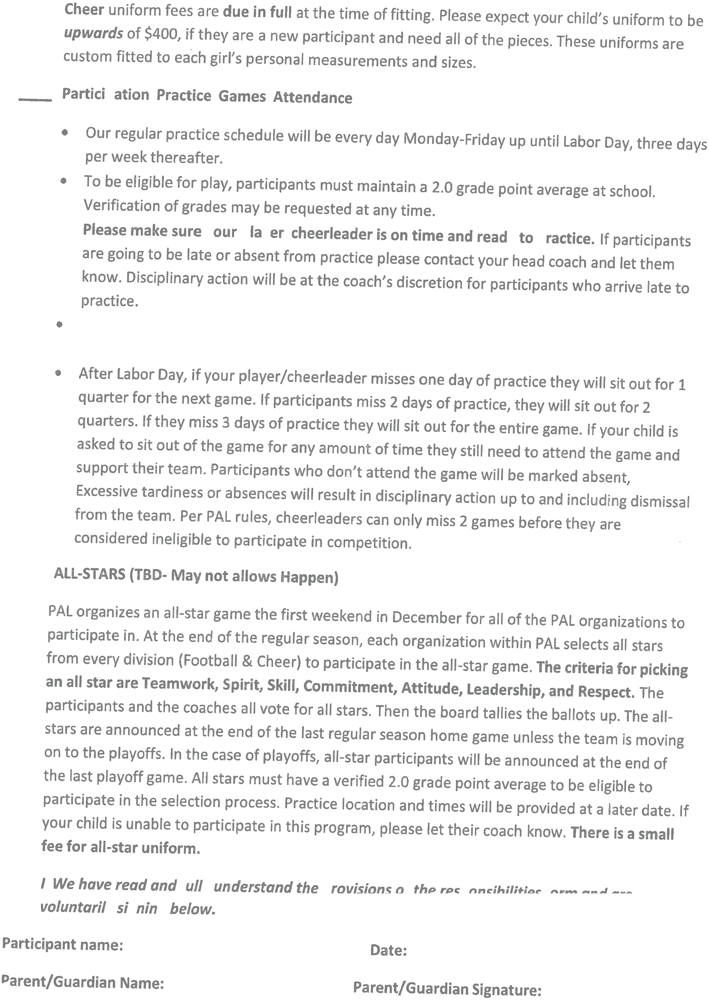 Cheer uniform fees are due in full at the time of fitting. Please expect your child's uniform to be
upwards of $400, if they are a new participant and need all of the pieces. These uniforms are
custom fitted to each girl's personal measurements and sizes.
____ Partici ation Practice Games Attendance
• Our regular practice schedule will be every day Monday-Friday up until Labor Day, three days
per week thereafter.
• To be eligible for play, participants must maintain a 2.0 grade point average at school.
Verification of grades may be requested at any time.
Please make sure our la er cheerleader is on time and read to ractice. If participants
are going to be late or absent from practice please contact your head coach and let them
know. Disciplinary action will be at the coach's discretion for participants who arrive late to
practice.
•
• After Labor Day, if your player/cheerleader misses one day of practice they will sit out for 1
quarter for the next game. If participants miss 2 days of practice, they will sit out for 2
quarters. If they miss 3 days of practice they will sit out for the entire game. If your child is
asked to sit out of the game for any amount of time they still need to attend the game and
support their team. Participants who don't attend the game will be marked absent,
Excessive tardiness or absences will result in disciplinary action up to and including dismissal
from the team. Per PAL rules, cheerleaders can only miss 2 games before they are
considered ineligible to participate in competition.
ALL-STARS (TBD- May not allows Happen)
PAL organizes an all-star game the first weekend in December for all of the PAL organizations to
participate in. At the end of the regular season, each organization within PAL selects all stars
from every division (Football & Cheer) to participate in the all-star game. The criteria for picking
an all star are Teamwork, Spirit, Skill, Commitment, Attitude, Leadership, and Respect. The
participants and the coaches all vote for all stars. Then the board tallies the ballots up. The all-
stars are announced at the end of the last regular season home game unless the team is moving
on to the playoffs. In the case of playoffs, all-star participants will be announced at the end of
the last playoff game. All stars must have a verified 2.0 grade point average to be eligible to
participate in the selection process. Practice location and times will be provided at a later date. If
your child is unable to participate in this program, please let their coach know. There is a small
fee for all-star uniform.
I We have read and ull understand the rovisions o the res onsibilities orm and are
voluntaril si nin below.
Participant name: Date:
Parent/Guardian Name: Parent/Guardian Signature: